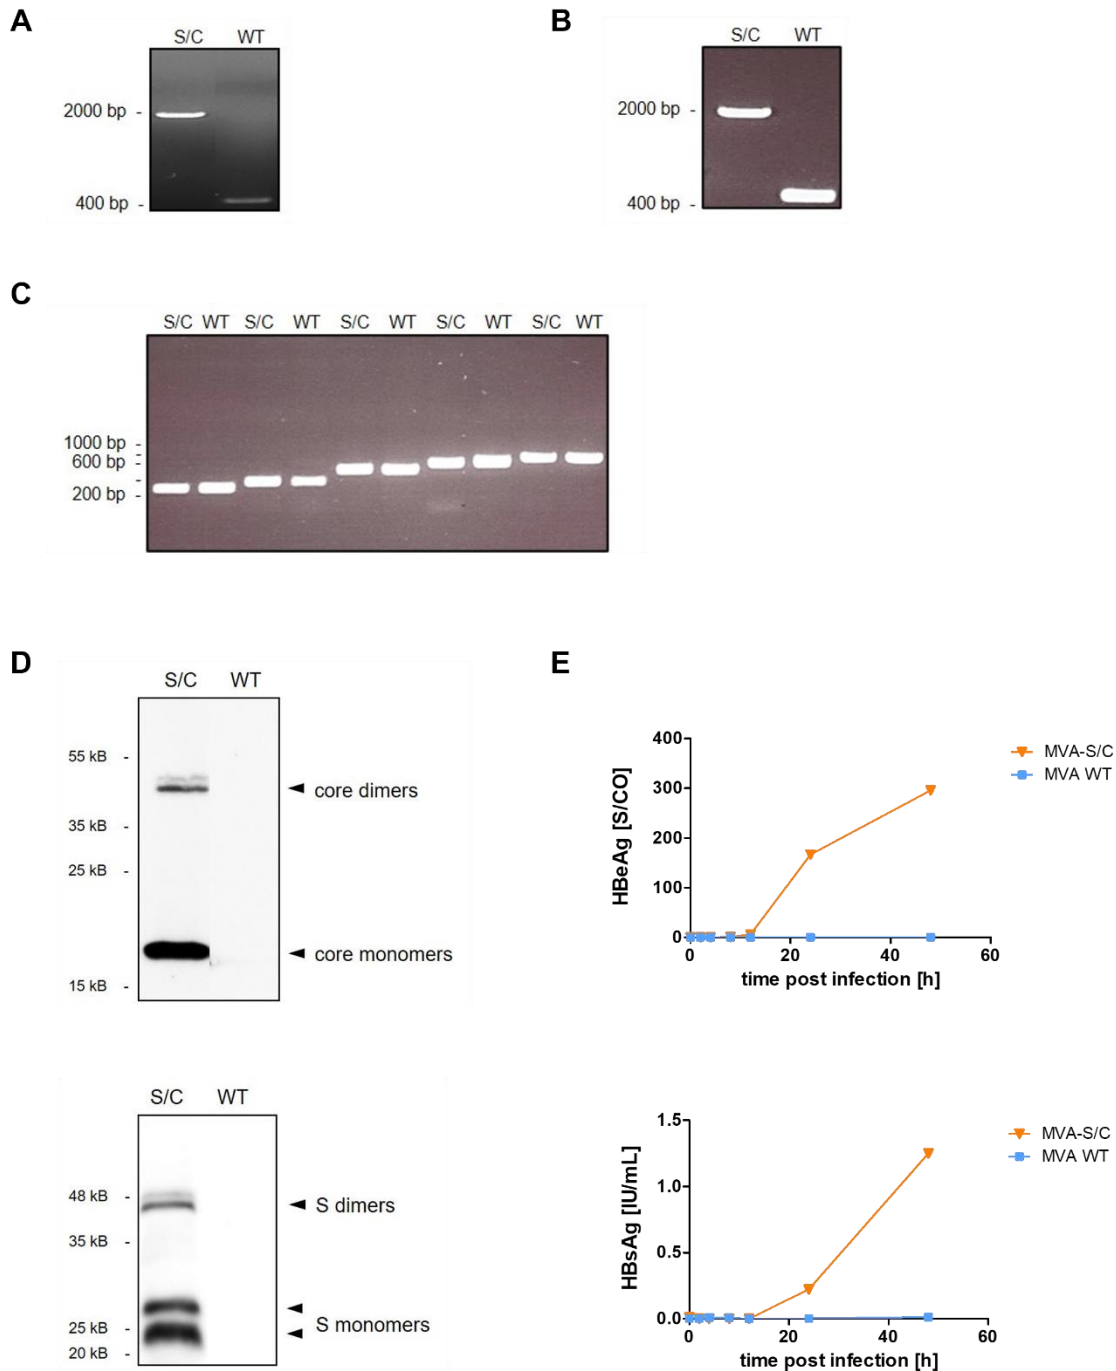 A
S/C WT
2000 bp -
400 bp -
B
S/C WT
2000 bp -
400 bp -
C
S/C WT S/C WT S/C WT S/C WT S/C WT
1000 bp -
600 bp -
-
200 bp -
D
S/C WT
55 kB -
core dimers
35 kB -
25 kB -
core monomers
15 kB -
S/C WT
48 kB -
S dimers
35 kB -
S monomers
25 kB -
20 kB -
E
400
300
200
100
0
HBeAg [S/CO]
0 20 40 60
time post infection [h]
MVA-S/C
MVA WT
1.5
1.0
0.5
0.0
HBsAg [IU/mL]
0 20 40 60
time post infection [h]
MVA-S/C
MVA WT